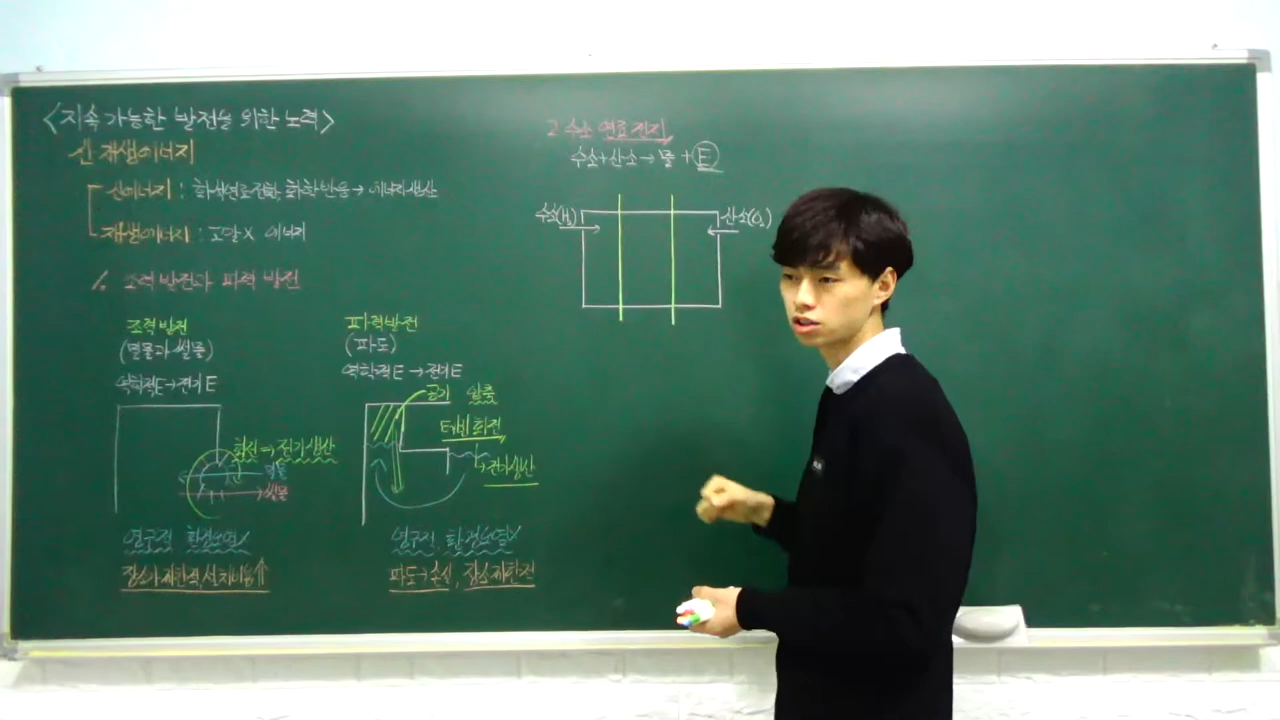 <지속 가능한 발전을 위한 노력>
신 재생에너지
신에너지 : 화석연료 전환, 화학반응 → 에너지 생산
재생에너지 : 고갈X 에너지
1. 조력 발전과 파력 발전
조력 발전
(밀물과 썰물)
역학적E → 전기 E
회전 ⇒ 전기 생산
밀물
썰물
영구적 환경오염X
장소가 제한적, 설치비용↑
파력발전
(파도)
역학적 E → 전기 E
공기 압축
터빈 회전
↳ 전기생산
영구적, 환경오염X
파도→손상, 장소제한적
2. 수소 연료 전지
수소+산소 → 물 + E
수소(H₂)
산소(O₂)